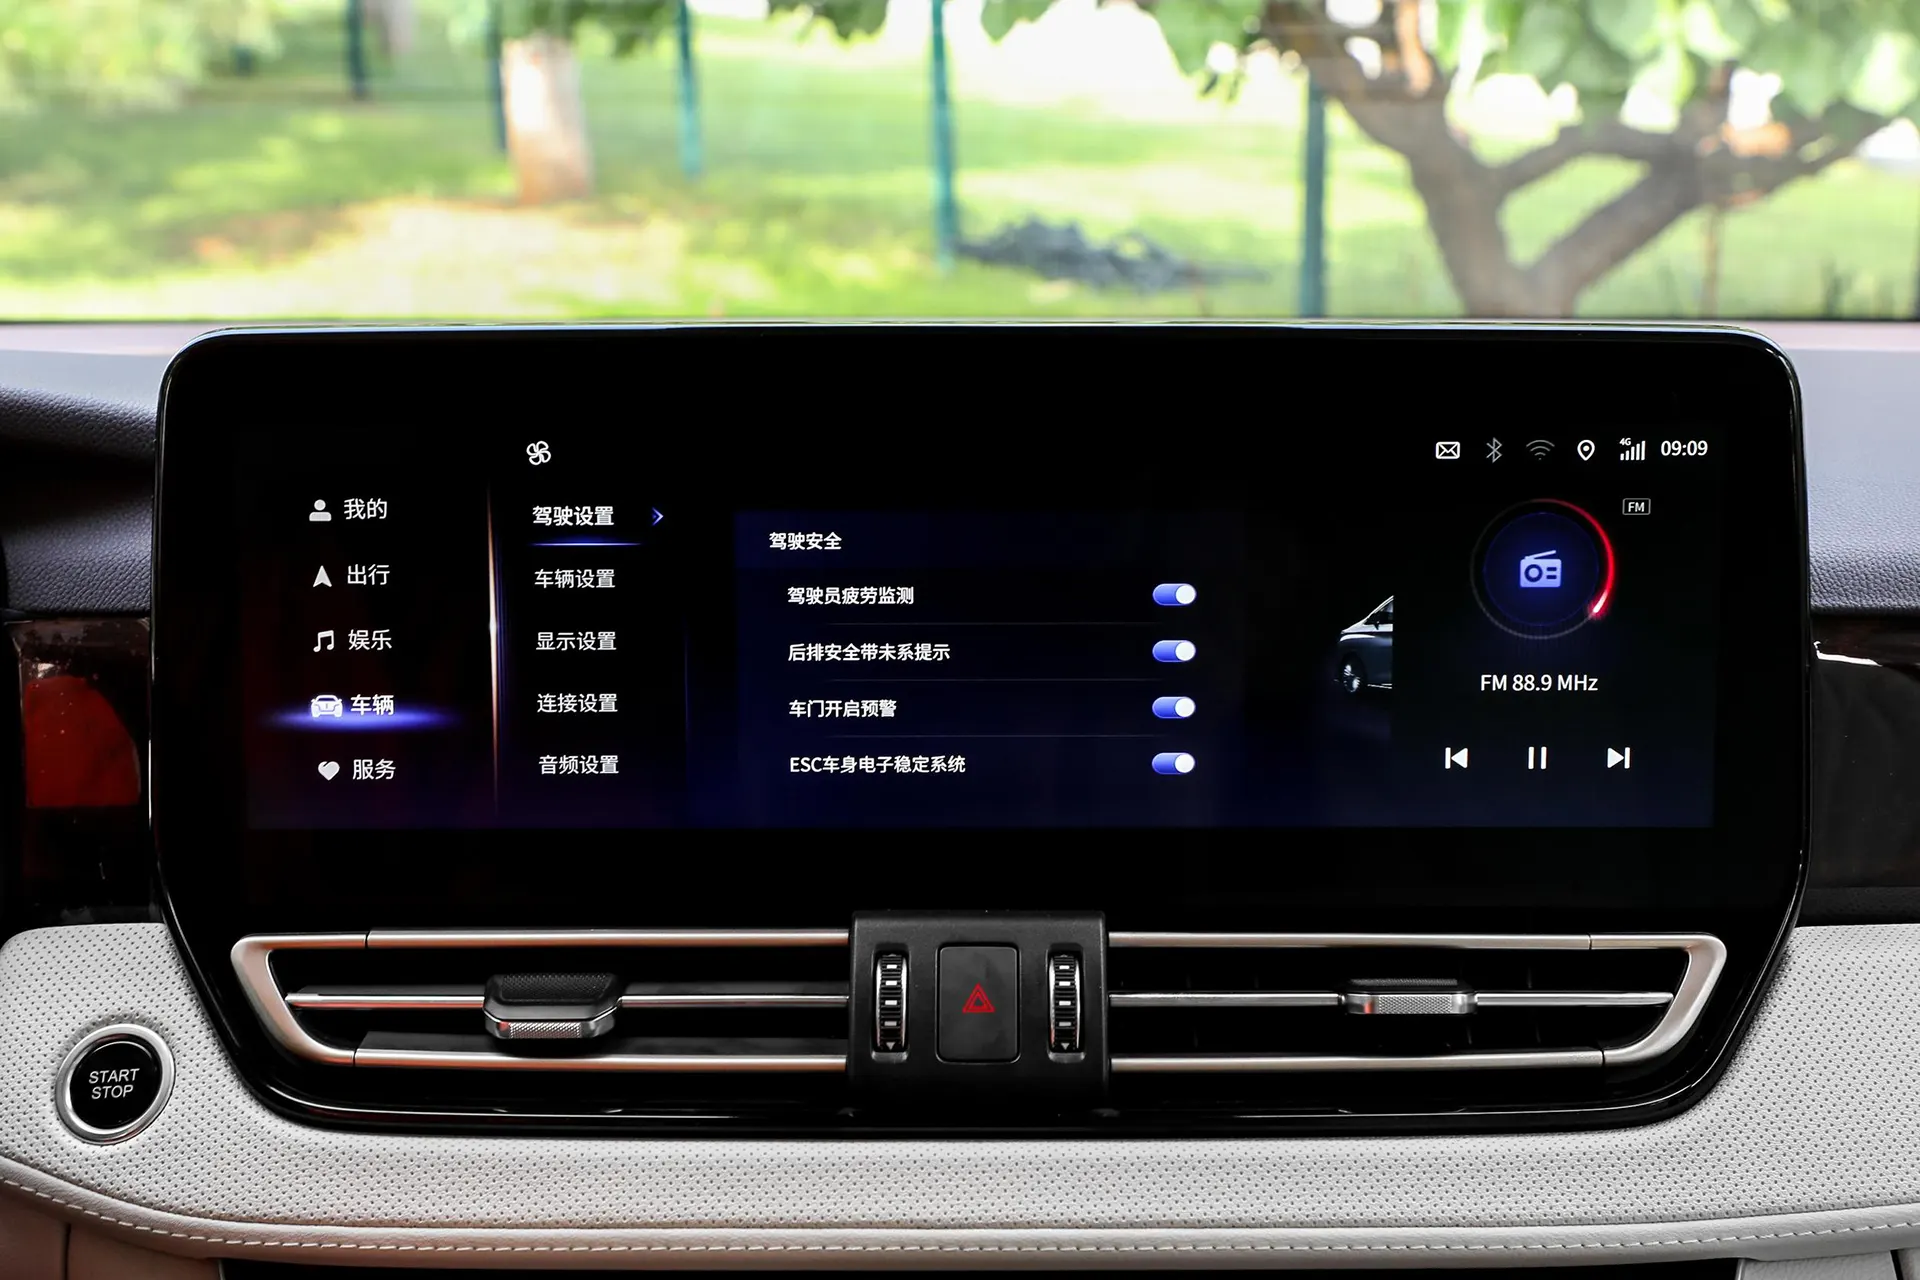 4G
09:09
我的
出行
娱乐
车辆
服务
驾驶设置
车辆设置
显示设置
连接设置
音频设置
驾驶安全
驾驶员疲劳监测
后排安全带未系提示
车门开启预警
ESC车身电子稳定系统
FM
FM 88.9 MHz
START
STOP